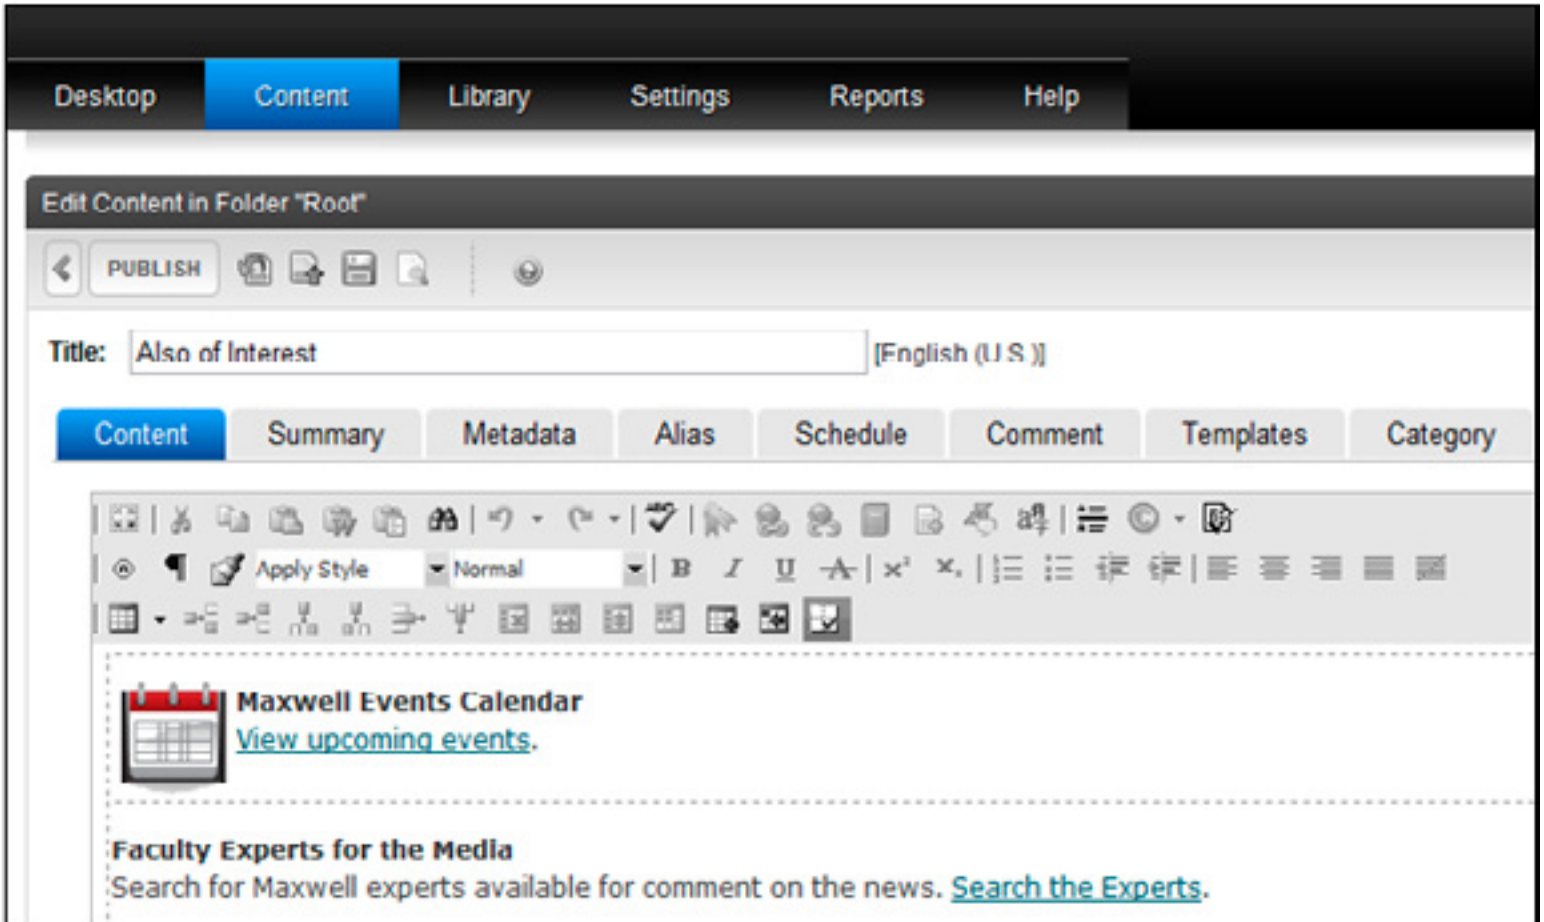 Desktop Content Library Settings Reports Help
Edit Content in Folder "Root"
PUBLISH
Title: Also of Interest [English (U.S.)]
Content Summary Metadata Alias Schedule Comment Templates Category
Apply Style Normal B I U A x² x.
Maxwell Events Calendar
View upcoming events.
Faculty Experts for the Media
Search for Maxwell experts available for comment on the news. Search the Experts.